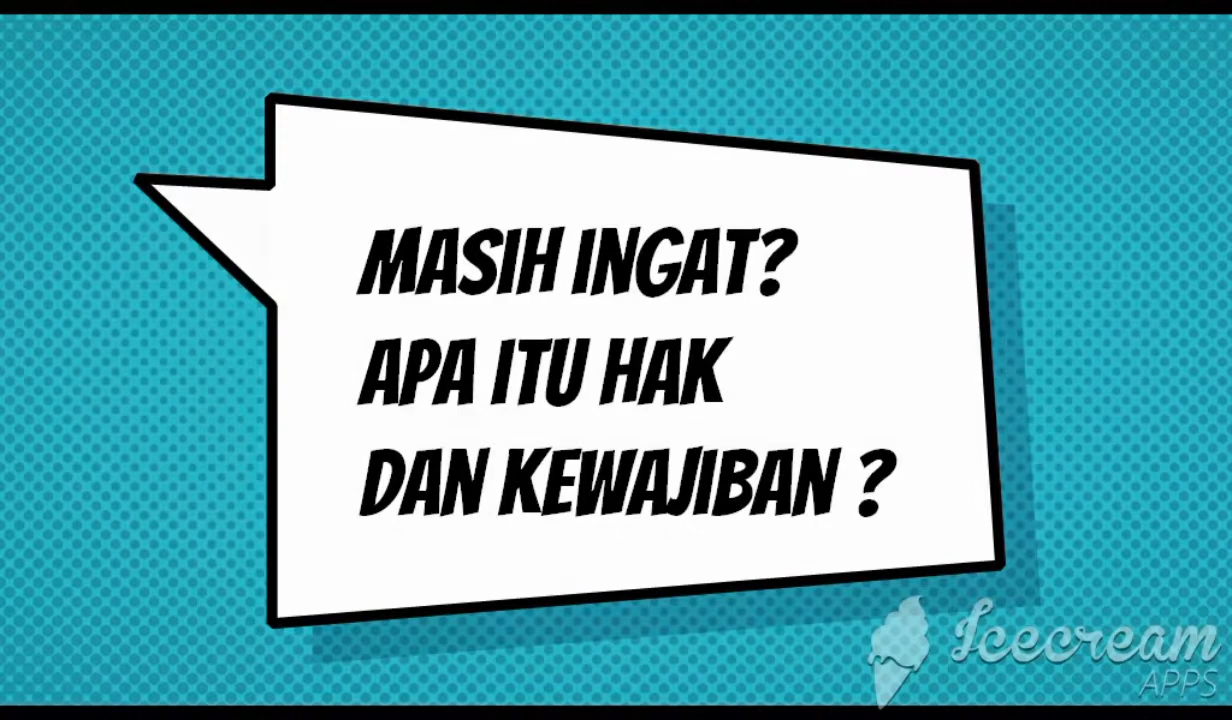 MASIH INGAT?
APA ITU HAK
DAN KEWAJIBAN ?
Icecream
APPS